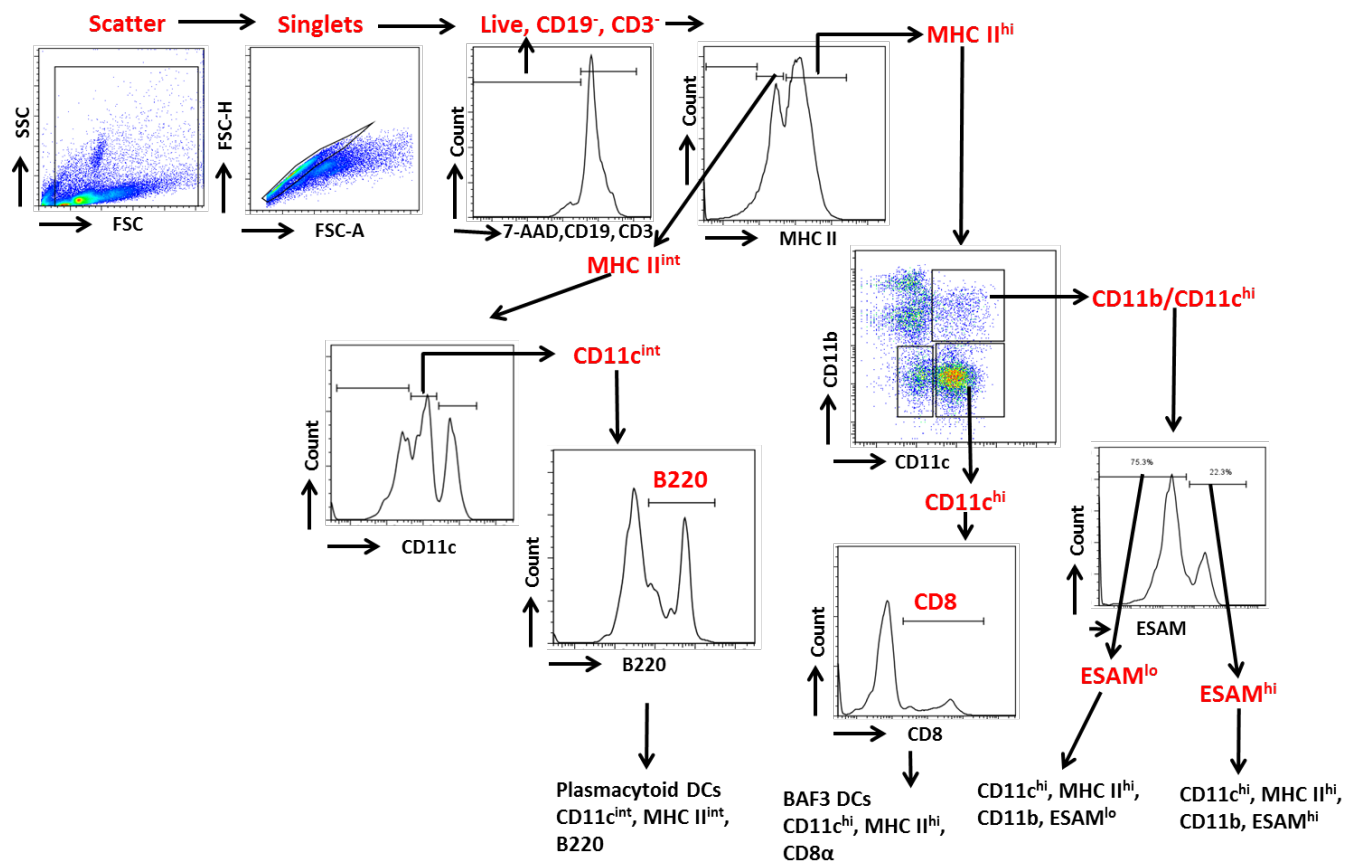 Scatter
Singlets
Live, CD19⁻, CD3⁻
MHC IIʰⁱ
SSC
FSC
FSC-H
FSC-A
Count
7-AAD,CD19, CD3
Count
MHC II
MHC IIⁱⁿᵗ
CD11b/CD11cʰⁱ
CD11b
CD11c
CD11cⁱⁿᵗ
Count
CD11c
CD11cʰⁱ
75.3%
22.3%
Count
ESAM
B220
Count
B220
CD8
Count
CD8
ESAMˡᵒ
ESAMʰⁱ
Plasmacytoid DCs
CD11cⁱⁿᵗ, MHC IIⁱⁿᵗ,
B220
BAF3 DCs
CD11cʰⁱ, MHC IIʰⁱ,
CD8α
CD11cʰⁱ, MHC IIʰⁱ,
CD11b, ESAMˡᵒ
CD11cʰⁱ, MHC IIʰⁱ,
CD11b, ESAMʰⁱ